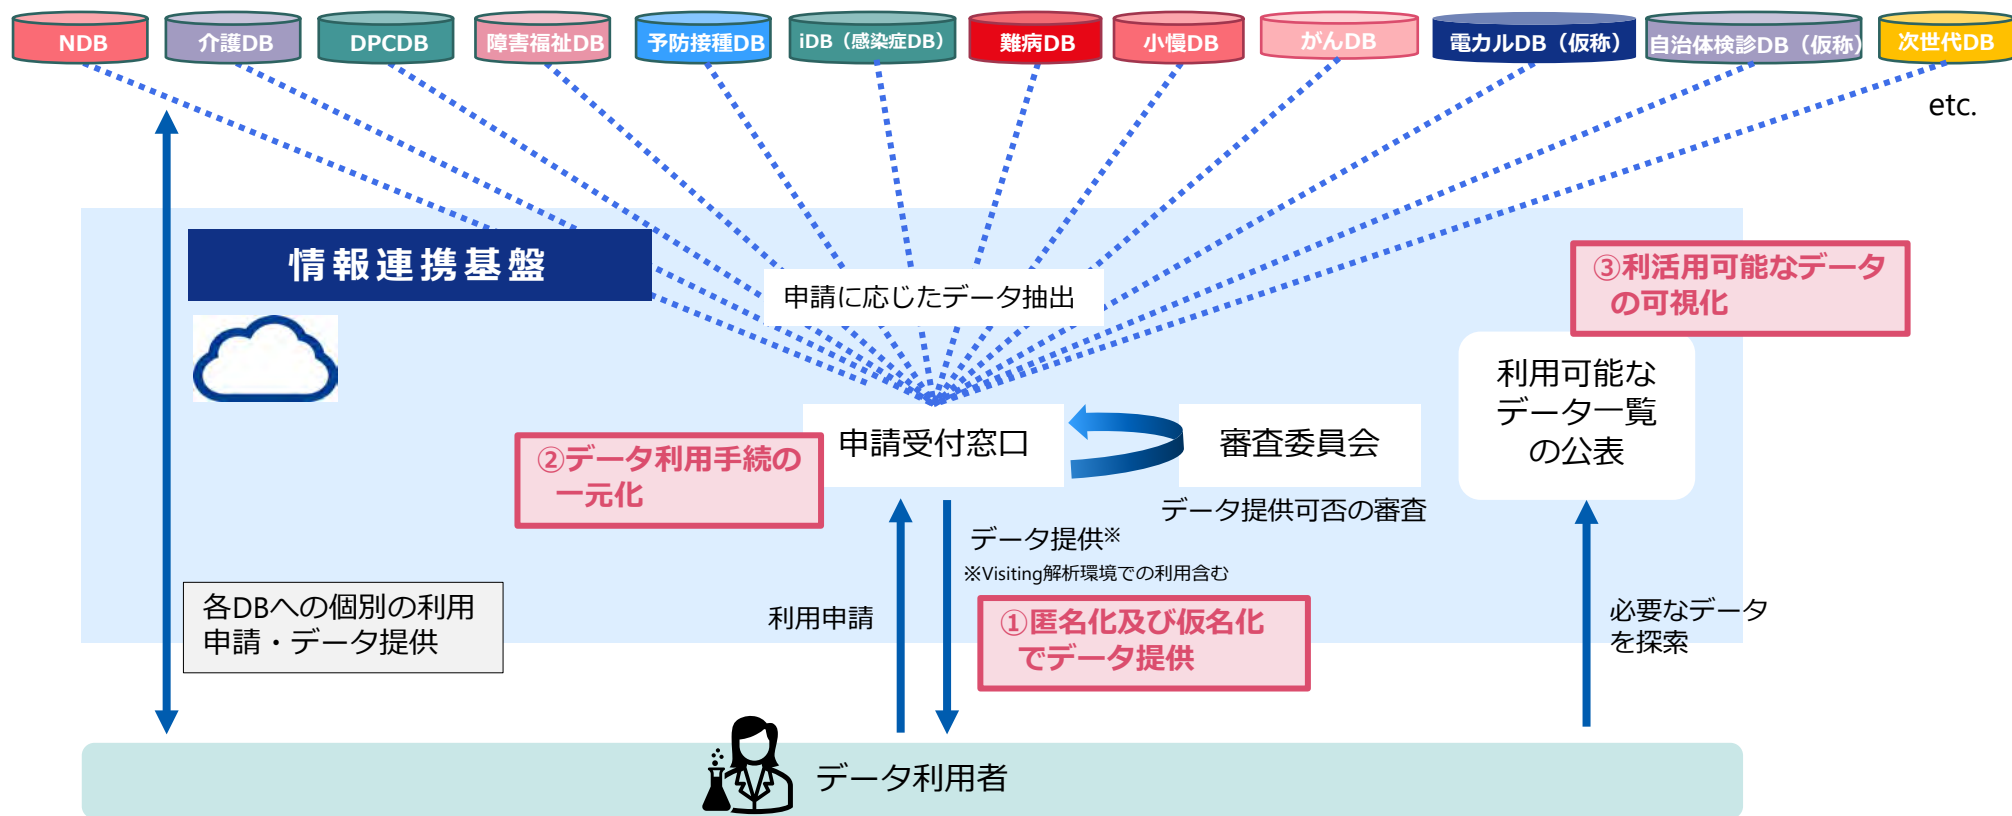 NDB
介護DB
DPCDB
障害福祉DB
予防接種DB
iDB（感染症DB）
難病DB
小慢DB
がんDB
電カルDB（仮称）
自治体検診DB（仮称）
次世代DB
etc.
情報連携基盤
申請に応じたデータ抽出
③利活用可能なデータ
の可視化
利用可能な
データ一覧
の公表
申請受付窓口
審査委員会
②データ利用手続の
一元化
データ提供可否の審査
データ提供※
※Visiting解析環境での利用含む
各DBへの個別の利用
申請・データ提供
利用申請
①匿名化及び仮名化
でデータ提供
必要なデータ
を探索
データ利用者